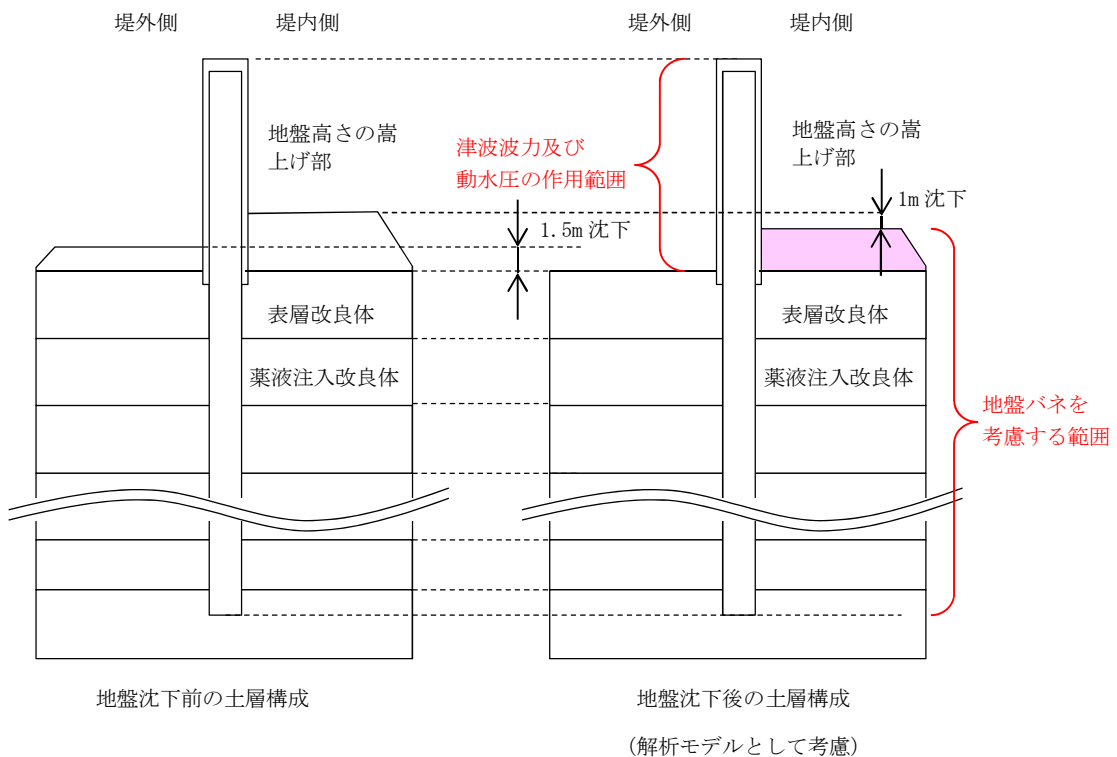 堤外側
堤内側
堤外側
堤内側
地盤高さの嵩
上げ部
津波波力及び
動水圧の作用範囲
地盤高さの嵩
上げ部
1m 沈下
1.5m 沈下
表層改良体
表層改良体
薬液注入改良体
薬液注入改良体
地盤バネを
考慮する範囲
地盤沈下前の土層構成
地盤沈下後の土層構成
(解析モデルとして考慮)